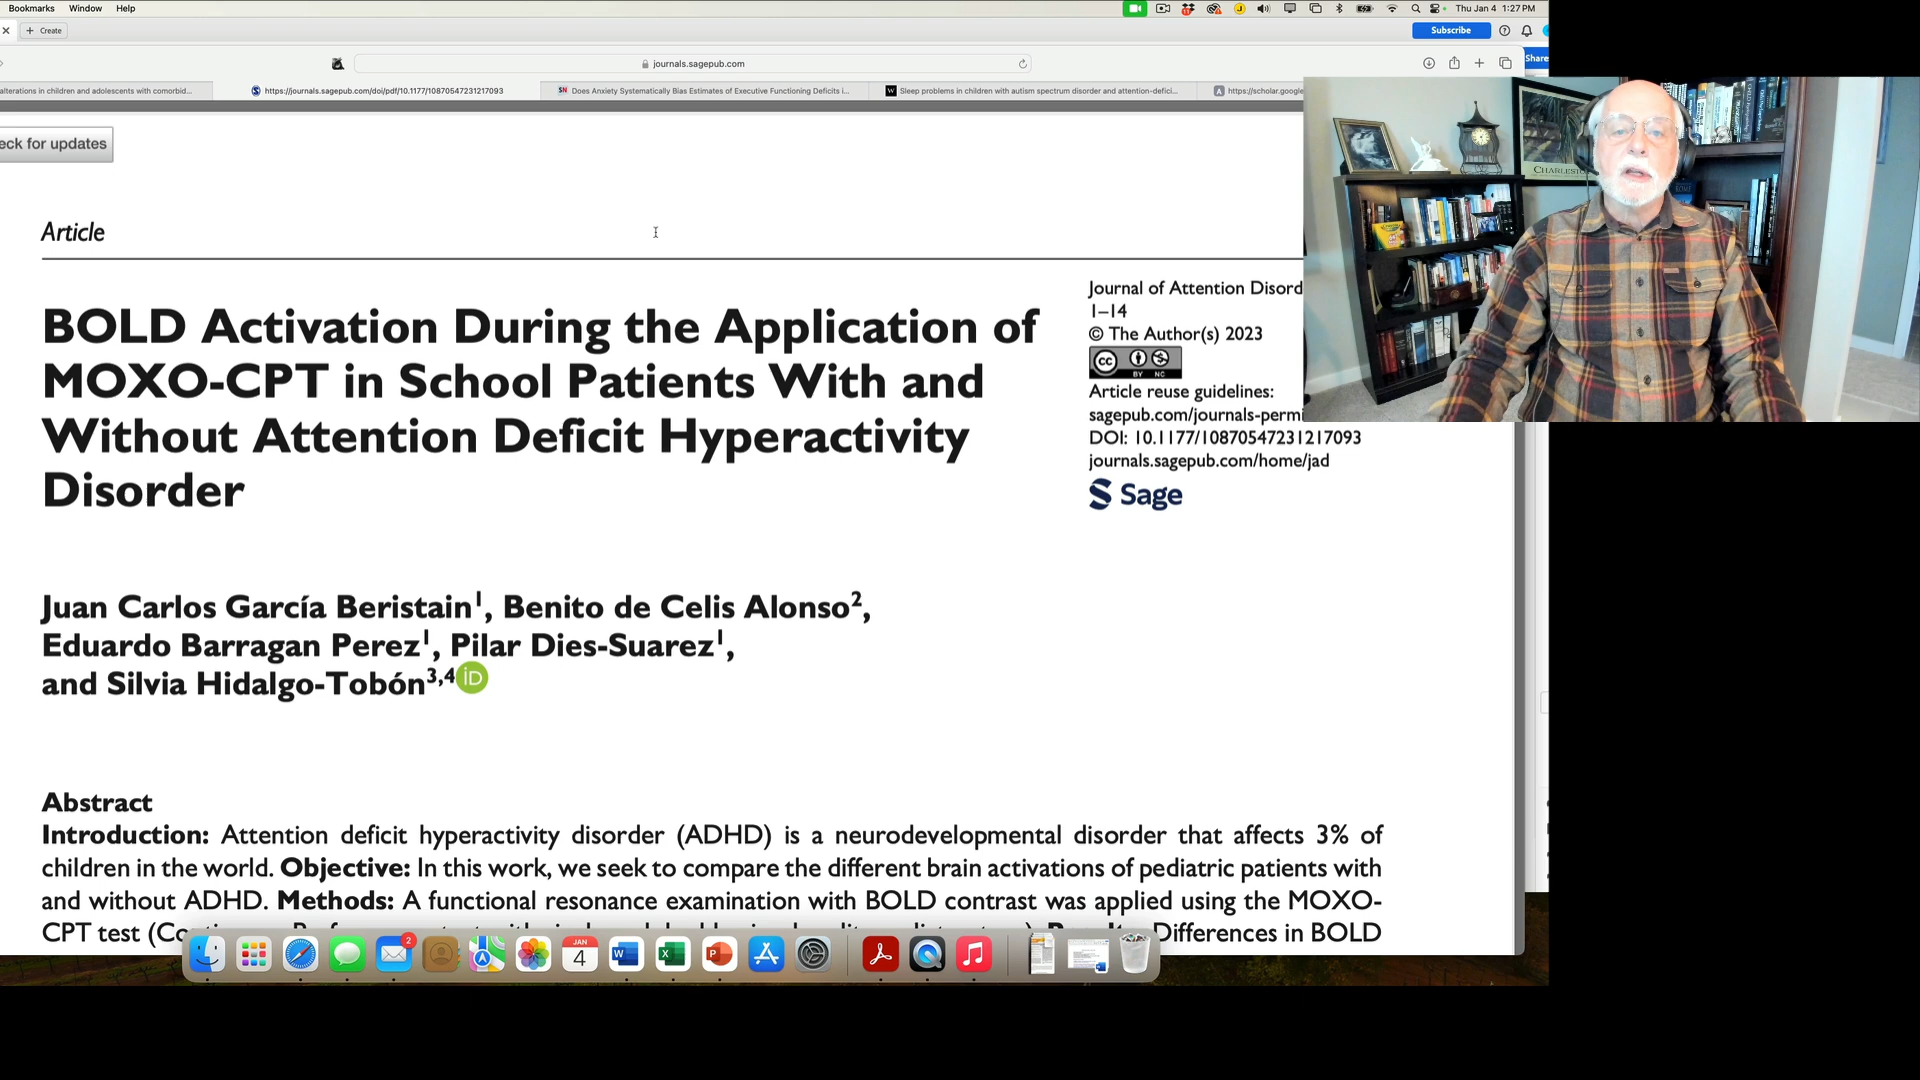 Bookmarks Window Help
Thu Jan 4 1:27 PM
Create
Subscribe
journals.sagepub.com
Share
alterations in children and adolescents with comorbid...
https://journals.sagepub.com/doi/pdf/10.1177/10870547231217093
SN Does Anxiety Systematically Bias Estimates of Executive Functioning Deficits i...
W Sleep problems in children with autism spectrum disorder and attention-defici...
https://scholar.google
eck for updates
Article
BOLD Activation During the Application of
MOXO-CPT in School Patients With and
Without Attention Deficit Hyperactivity
Disorder
Journal of Attention Disord
1–14
© The Author(s) 2023
CC BY NC
Article reuse guidelines:
sagepub.com/journals-permi
DOI: 10.1177/10870547231217093
journals.sagepub.com/home/jad
Sage
Juan Carlos García Beristain1, Benito de Celis Alonso2,
Eduardo Barragan Perez1, Pilar Dies-Suarez1,
and Silvia Hidalgo-Tobón3,4 iD
Abstract
Introduction: Attention deficit hyperactivity disorder (ADHD) is a neurodevelopmental disorder that affects 3% of
children in the world. Objective: In this work, we seek to compare the different brain activations of pediatric patients with
and without ADHD. Methods: A functional resonance examination with BOLD contrast was applied using the MOXO-
CPT test Differences in BOLD
CHARLESTO
2
JAN
4